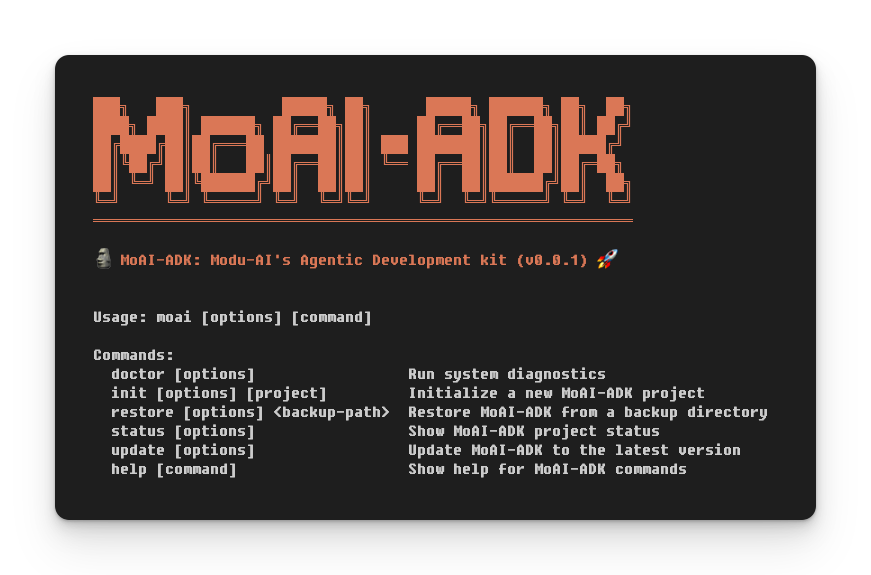 MoAI-ADK
🗿 MoAI-ADK: Modu-AI's Agentic Development kit (v0.0.1) 🚀
Usage: moai [options] [command]
Commands:
doctor [options] Run system diagnostics
init [options] [project] Initialize a new MoAI-ADK project
restore [options] <backup-path> Restore MoAI-ADK from a backup directory
status [options] Show MoAI-ADK project status
update [options] Update MoAI-ADK to the latest version
help [command] Show help for MoAI-ADK commands